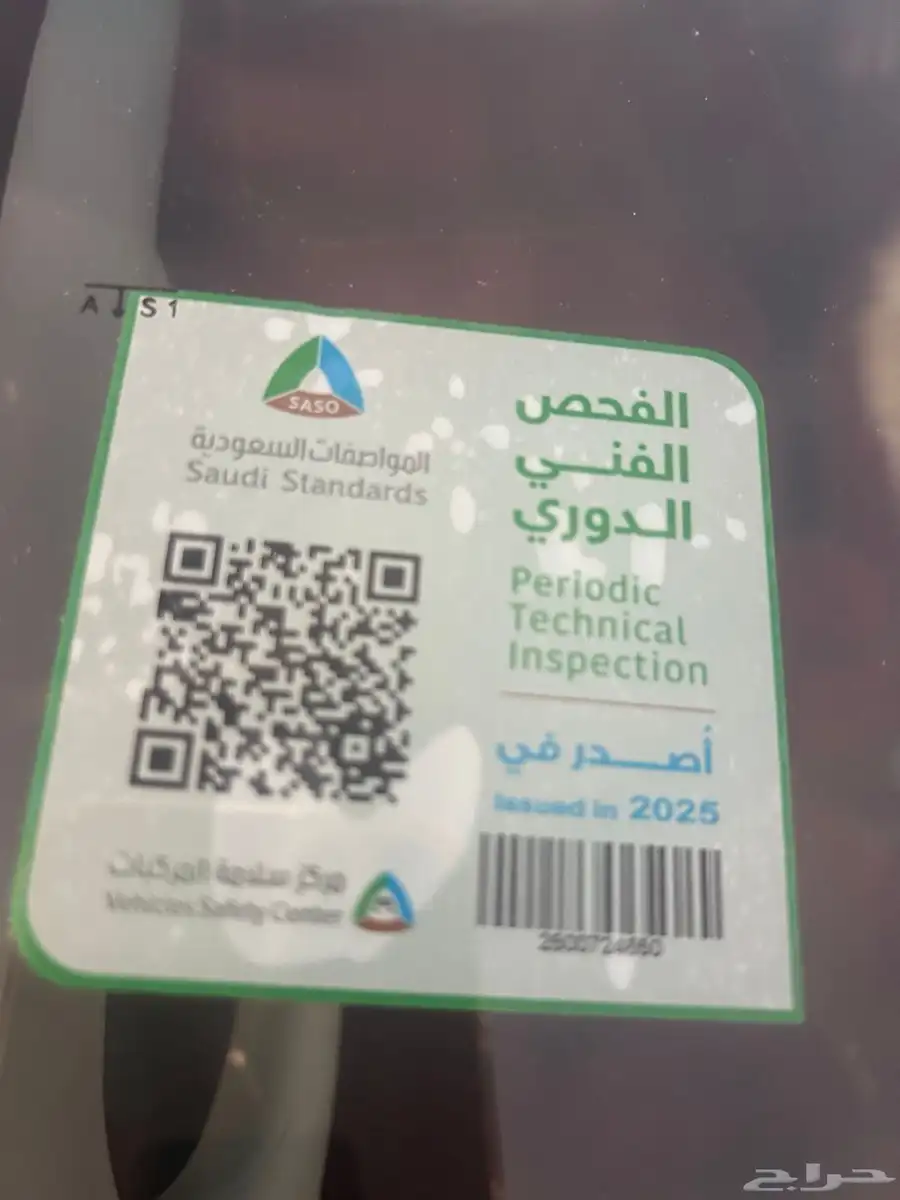 A S 1
SASO
المواصفات السعودية
Saudi Standards
الفحص
الفني
الدوري
Periodic
Technical
Inspection
أصدر في
Issued in 2025
مركز سلامة المركبات
Vehicles Safety Center
حراج